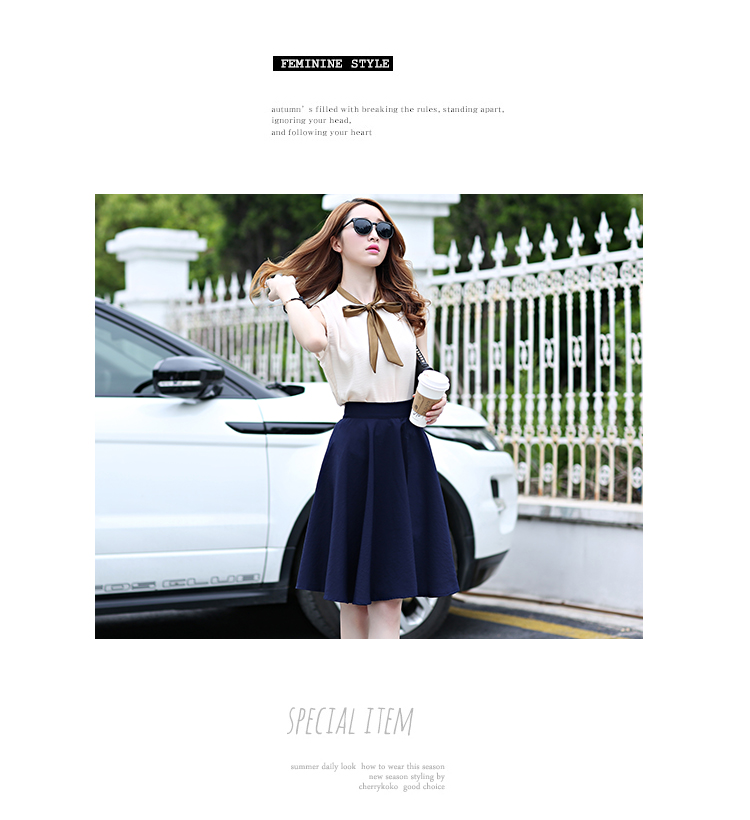 FEMININE STYLE
autumn's filled with breaking the rules, standing apart,
ignoring your head,
and following your heart
SPECIAL ITEM
summer daily look how to wear this season
new season styling by
cherrykoko good choice